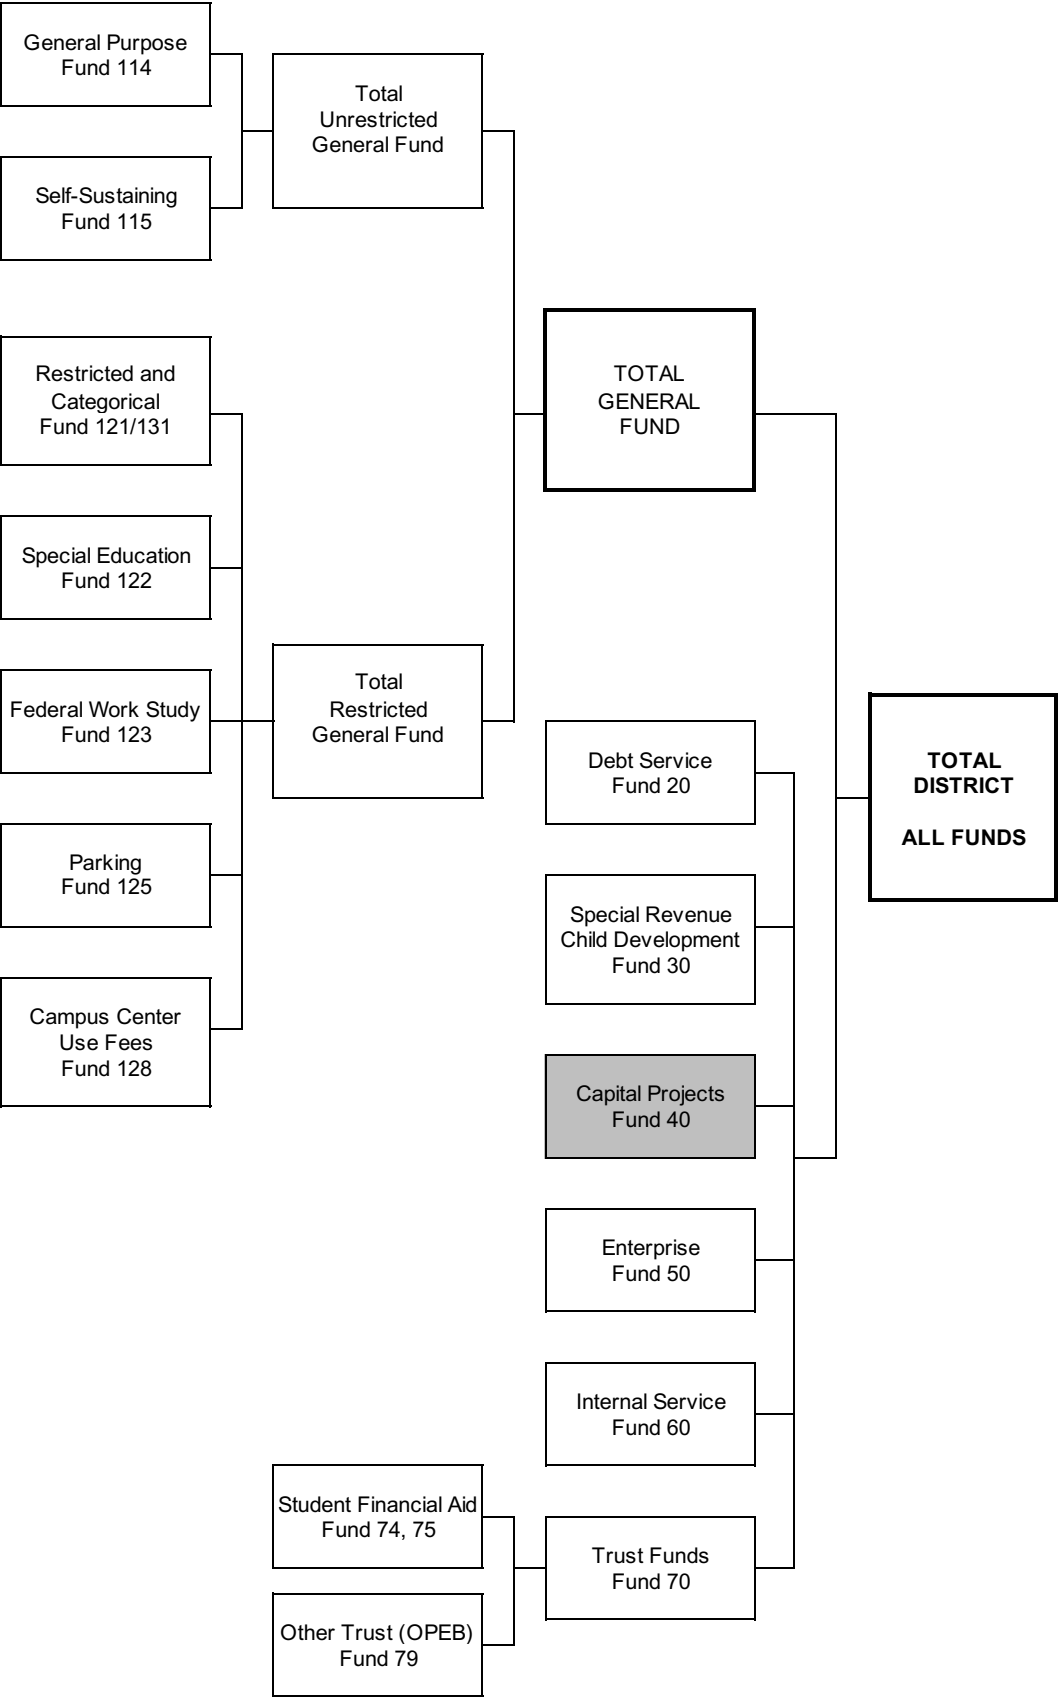 General Purpose
Fund 114
Self-Sustaining
Fund 115
Restricted and
Categorical
Fund 121/131
Special Education
Fund 122
Federal Work Study
Fund 123
Parking
Fund 125
Campus Center
Use Fees
Fund 128
Total
Unrestricted
General Fund
Total
Restricted
General Fund
Student Financial Aid
Fund 74, 75
Other Trust (OPEB)
Fund 79
TOTAL
GENERAL
FUND
Debt Service
Fund 20
Special Revenue
Child Development
Fund 30
Capital Projects
Fund 40
Enterprise
Fund 50
Internal Service
Fund 60
Trust Funds
Fund 70
TOTAL
DISTRICT
ALL FUNDS